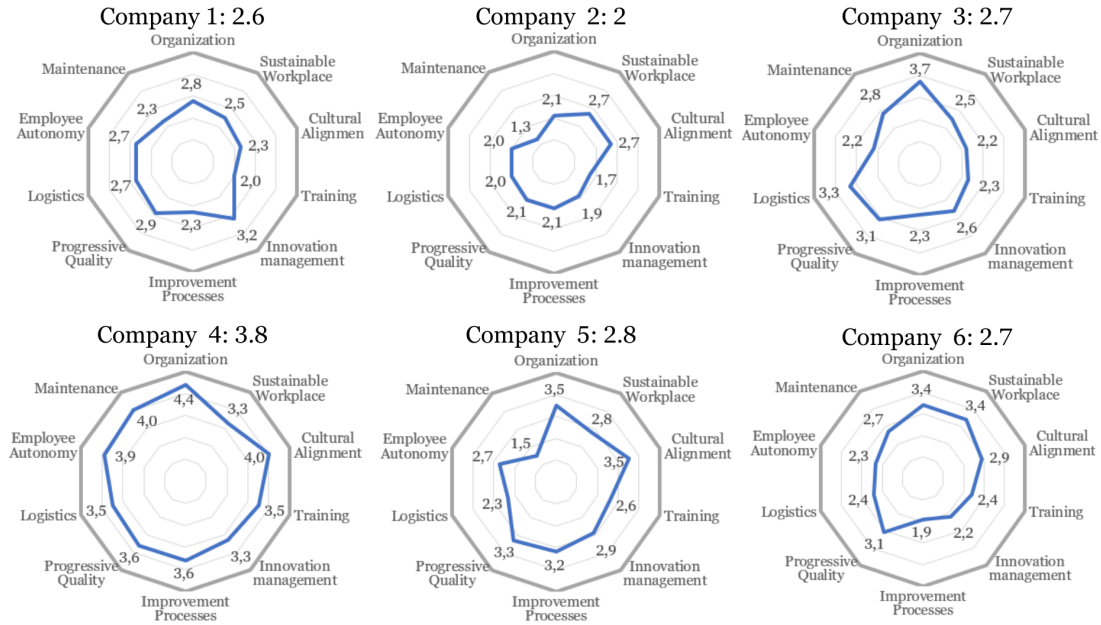 Company 1: 2.6
Organization
Sustainable
Workplace
Cultural
Alignmen
Training
Innovation
management
Improvement
Processes
Progressive
Quality
Logistics
Employee
Autonomy
Maintenance
2,8
2,5
2,3
2,0
3,2
2,3
2,9
2,7
2,7
2,3
Company 2: 2
Organization
Sustainable
Workplace
Cultural
Alignment
Training
Innovation
management
Improvement
Processes
Progressive
Quality
Logistics
Employee
Autonomy
Maintenance
2,1
2,7
2,7
1,7
1,9
2,1
2,1
2,0
2,0
1,3
Company 3: 2.7
Organization
Sustainable
Workplace
Cultural
Alignment
Training
Innovation
management
Improvement
Processes
Progressive
Quality
Logistics
Employee
Autonomy
Maintenance
3,7
2,5
2,2
2,3
2,6
2,3
3,1
3,3
2,2
2,8
Company 4: 3.8
Organization
Sustainable
Workplace
Cultural
Alignment
Training
Innovation
management
Improvement
Processes
Progressive
Quality
Logistics
Employee
Autonomy
Maintenance
4,4
3,3
4,0
3,5
3,3
3,6
3,6
3,5
3,9
4,0
Company 5: 2.8
Organization
Sustainable
Workplace
Cultural
Alignment
Training
Innovation
management
Improvement
Processes
Progressive
Quality
Logistics
Employee
Autonomy
Maintenance
3,5
2,8
3,5
2,6
2,9
3,2
3,3
2,3
2,7
1,5
Company 6: 2.7
Organization
Sustainable
Workplace
Cultural
Alignment
Training
Innovation
management
Improvement
Processes
Progressive
Quality
Logistics
Employee
Autonomy
Maintenance
3,4
3,4
2,9
2,4
2,2
1,9
3,1
2,4
2,3
2,7